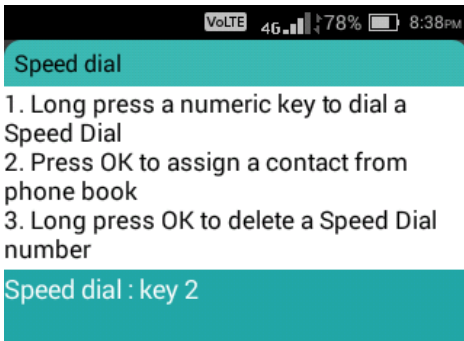 VoLTE 4G 78% 8:38PM
Speed dial
1. Long press a numeric key to dial a
Speed Dial
2. Press OK to assign a contact from
phone book
3. Long press OK to delete a Speed Dial
number
Speed dial : key 2